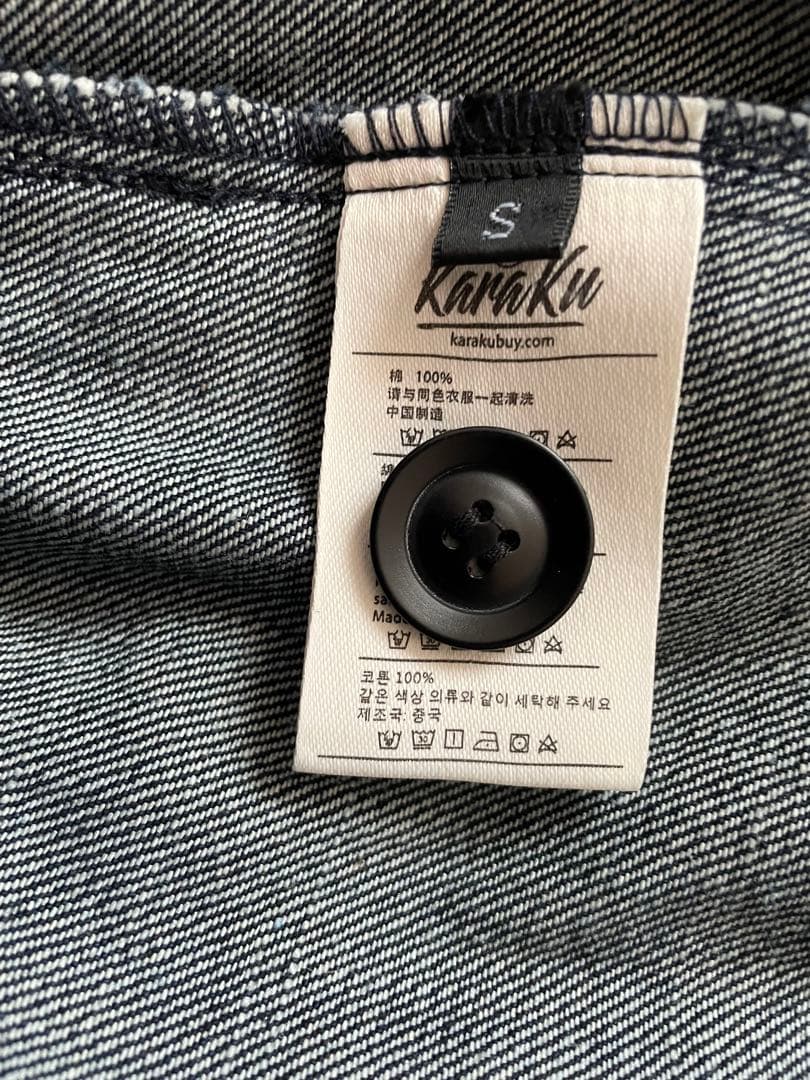 S
KaraKu
karakubuy.com
棉 100%
请与同色衣服一起清洗
中国制造
綿
sa
Made
코튼 100%
같은 색상 의류와 같이 세탁해 주세요
제조국: 중국